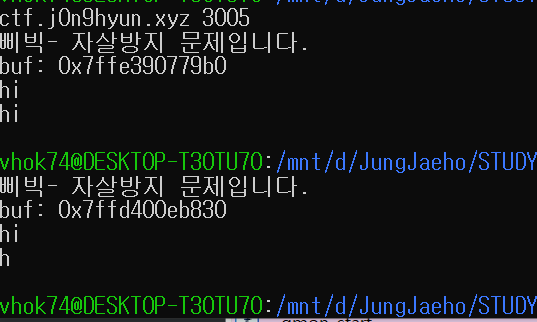 ctf.j0n9hyun.xyz 3005
삐빅- 자살방지 문제입니다.
buf: 0x7ffe390779b0
hi
hi
vhok74@DESKTOP-T3OTU7O:/mnt/d/JungJaeho/STUDY
삐빅- 자살방지 문제입니다.
buf: 0x7ffd400eb830
hi
h
vhok74@DESKTOP-T3OTU7O:/mnt/d/JungJaeho/STUDY